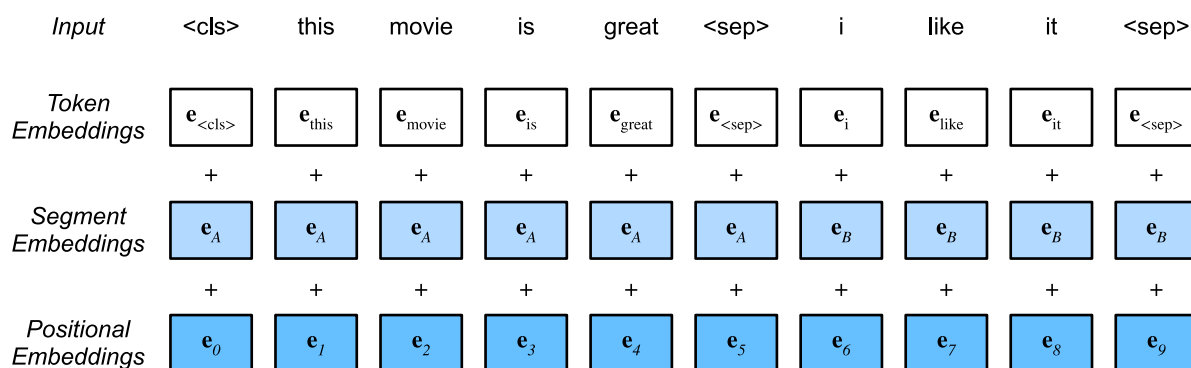 Input <cls> this movie is great <sep> i like it <sep>
Token Embeddings e<cls> ethis emovie eis egreat e<sep> ei elike eit e<sep>
+ + + + + + + + + +
Segment Embeddings eA eA eA eA eA eA eB eB eB eB
+ + + + + + + + + +
Positional Embeddings e0 e1 e2 e3 e4 e5 e6 e7 e8 e9